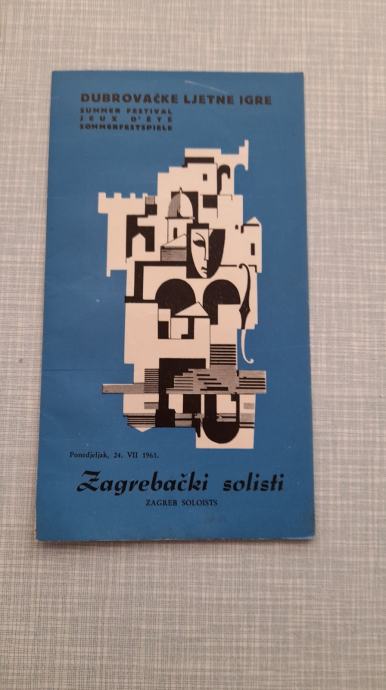 DUBROVAČKE LJETNE IGRE
SUMMER FESTIVAL
JEUX D'ÉTÉ
SOMMERFESTSPIELE
Ponedjeljak, 24. VII 1961.
Zagrebački solisti
ZAGREB SOLOISTS